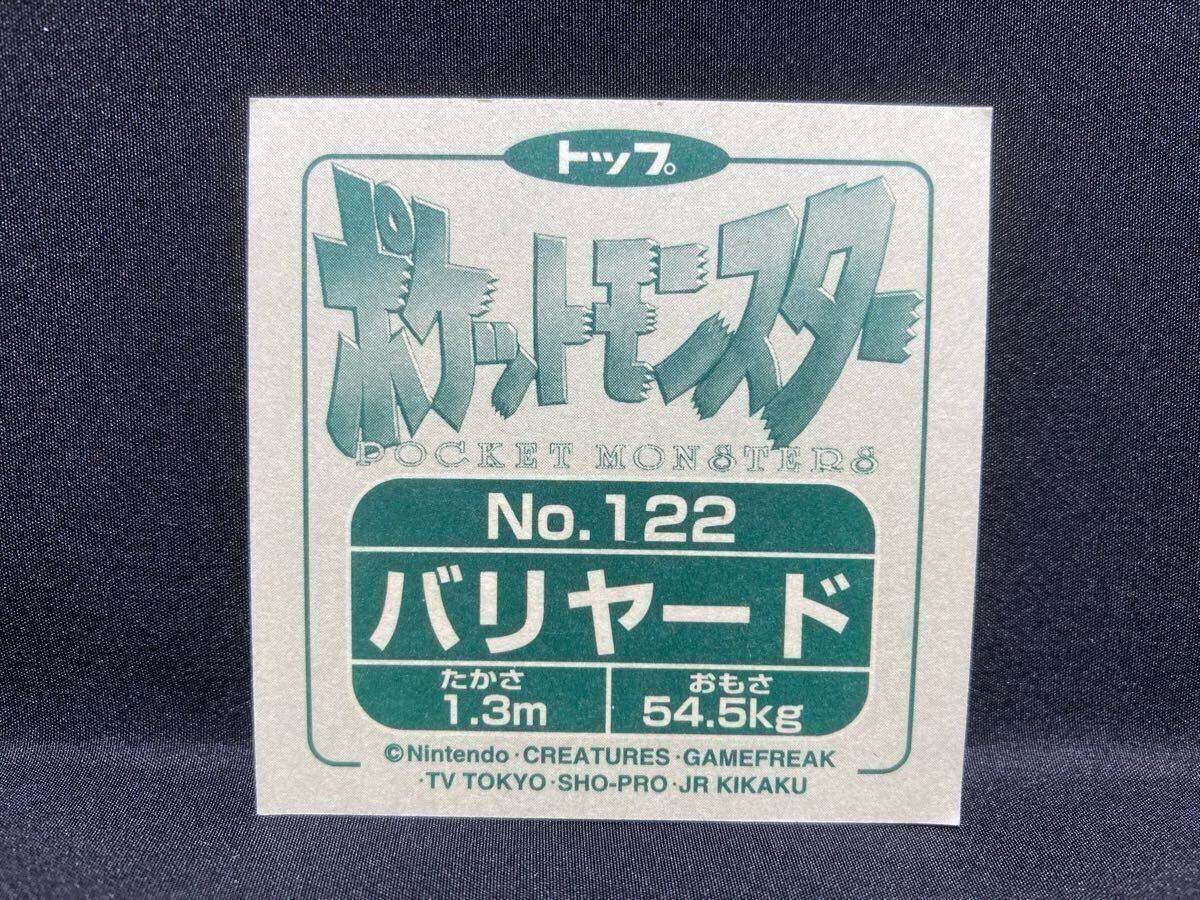 トップ。
ポケットモンスター
POCKET MONSTERS
No.122
バリヤード
たかさ
1.3m
おもさ
54.5kg
©Nintendo·CREATURES·GAMEFREAK
·TV TOKYO·SHO-PRO·JR KIKAKU